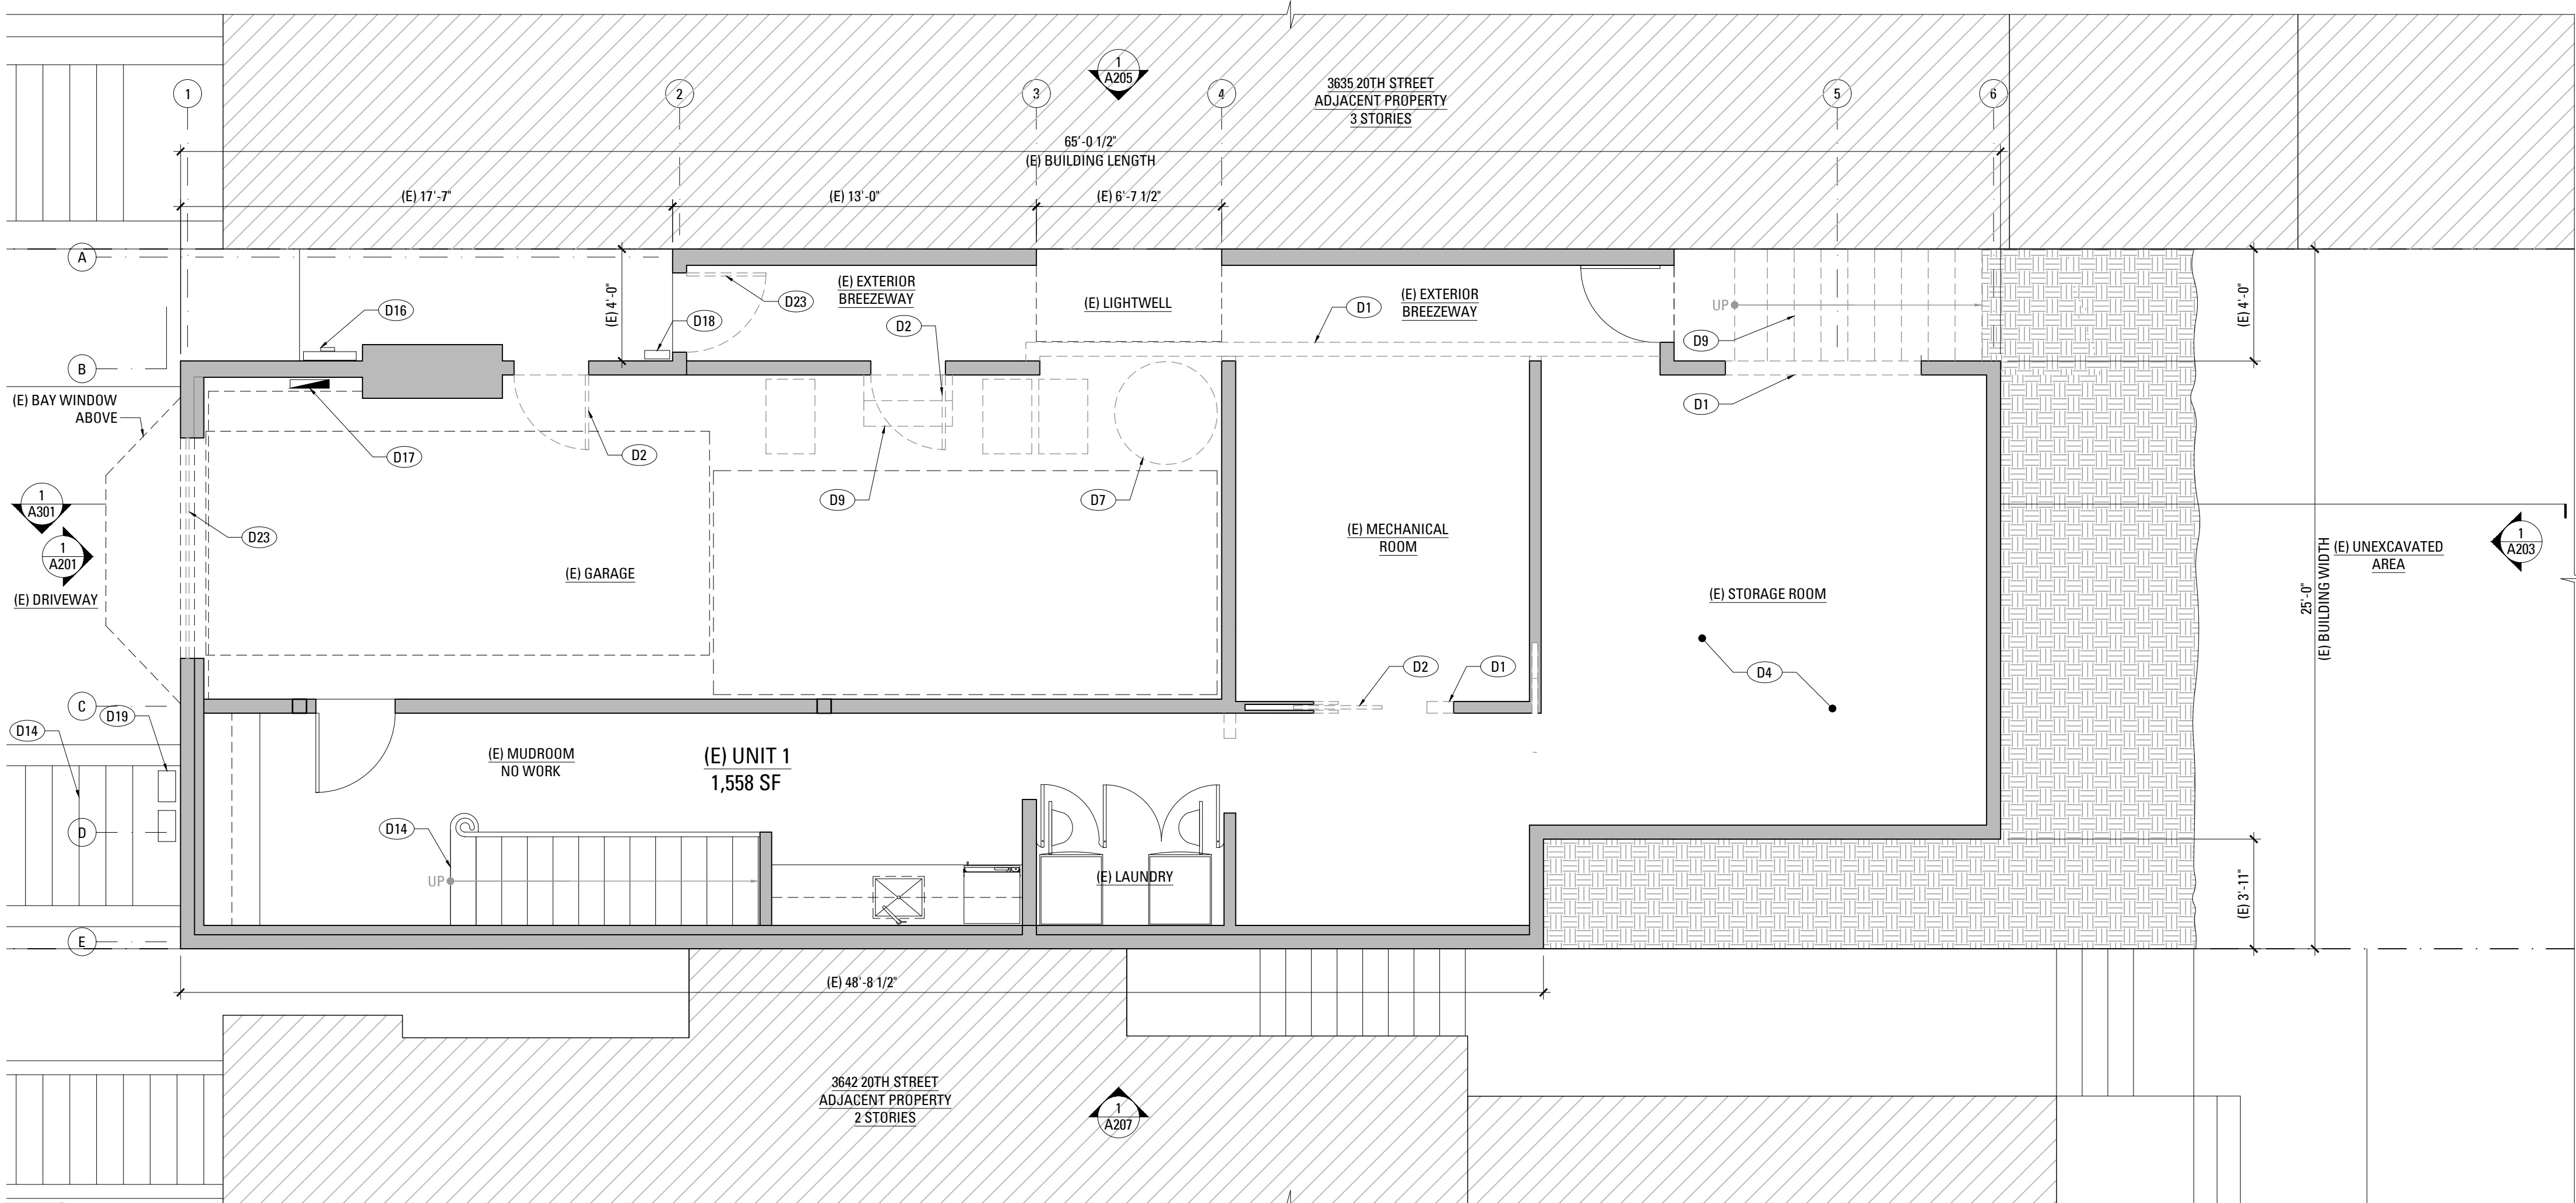 1
A205
3635 20TH STREET
ADJACENT PROPERTY
3 STORIES
1
2
3
4
5
6
65'-0 1/2"
(E) BUILDING LENGTH
(E) 17'-7"
(E) 13'-0"
(E) 6'-7 1/2"
A
(E) 4'-0"
D23
(E) EXTERIOR
BREEZEWAY
(E) LIGHTWELL
D1
(E) EXTERIOR
BREEZEWAY
UP
D9
(E) 4'-0"
D16
D18
D2
B
(E) BAY WINDOW
ABOVE
D17
D2
D9
D7
D1
1
A301
1
A201
D23
(E) DRIVEWAY
(E) GARAGE
(E) MECHANICAL
ROOM
(E) STORAGE ROOM
25'-0"
(E) BUILDING WIDTH
(E) UNEXCAVATED
AREA
1
A203
D2
D1
D4
C
D19
D14
(E) MUDROOM
NO WORK
(E) UNIT 1
1,558 SF
D
D14
UP
(E) LAUNDRY
(E) 3'-11"
E
(E) 48'-8 1/2"
3642 20TH STREET
ADJACENT PROPERTY
2 STORIES
1
A207